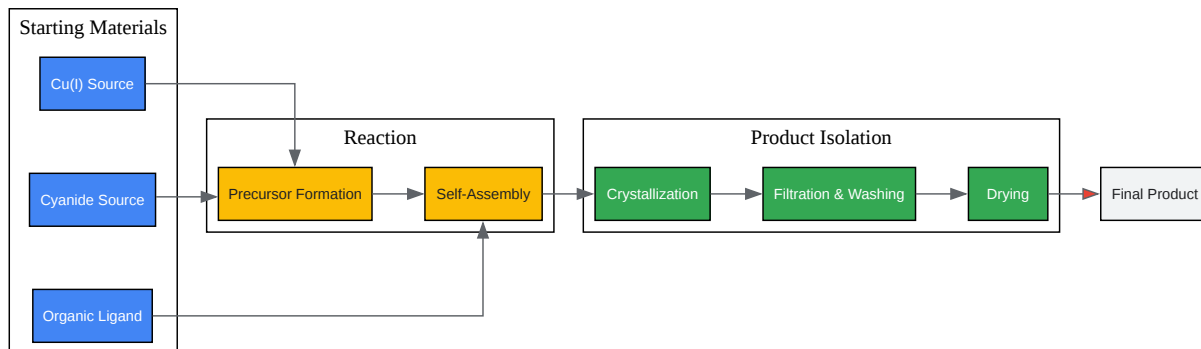 Starting Materials
Cu(I) Source
Cyanide Source
Organic Ligand
Reaction
Precursor Formation
Self-Assembly
Product Isolation
Crystallization
Filtration & Washing
Drying
Final Product